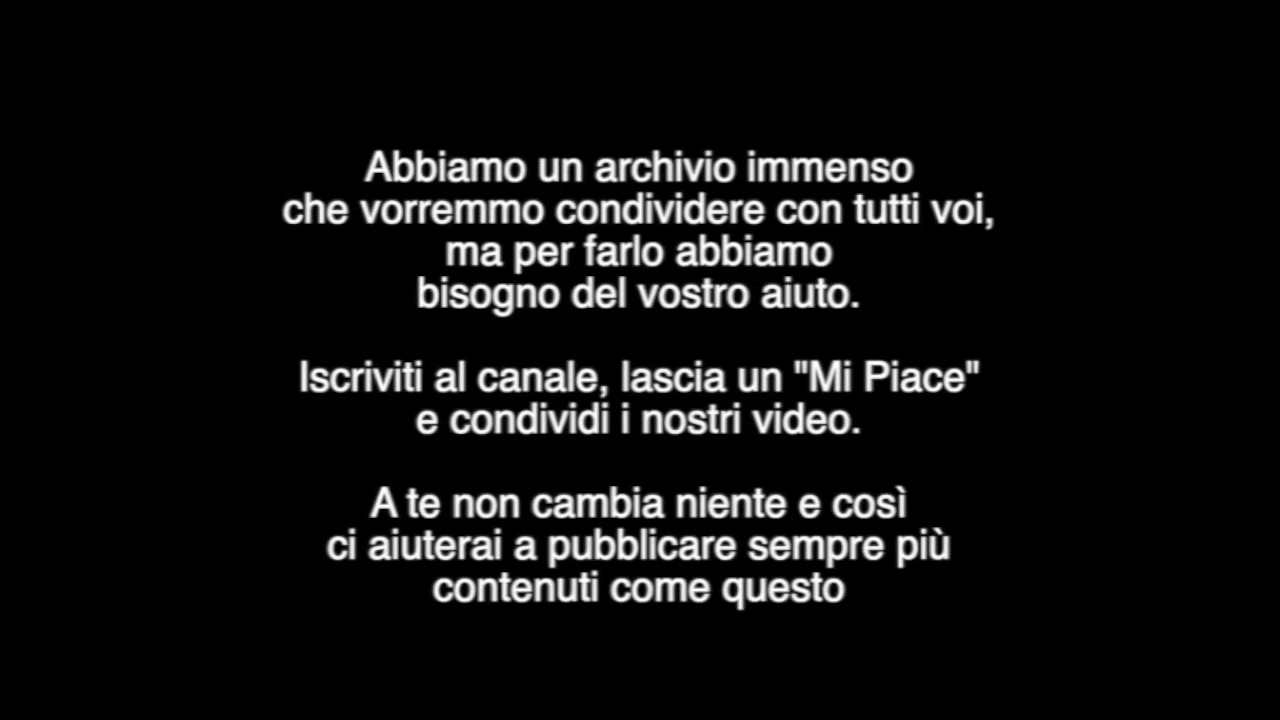 Abbiamo un archivio immenso
che vorremmo condividere con tutti voi,
ma per farlo abbiamo
bisogno del vostro aiuto.
Iscriviti al canale, lascia un "Mi Piace"
e condividi i nostri video.
A te non cambia niente e così
ci aiuterai a pubblicare sempre più
contenuti come questo